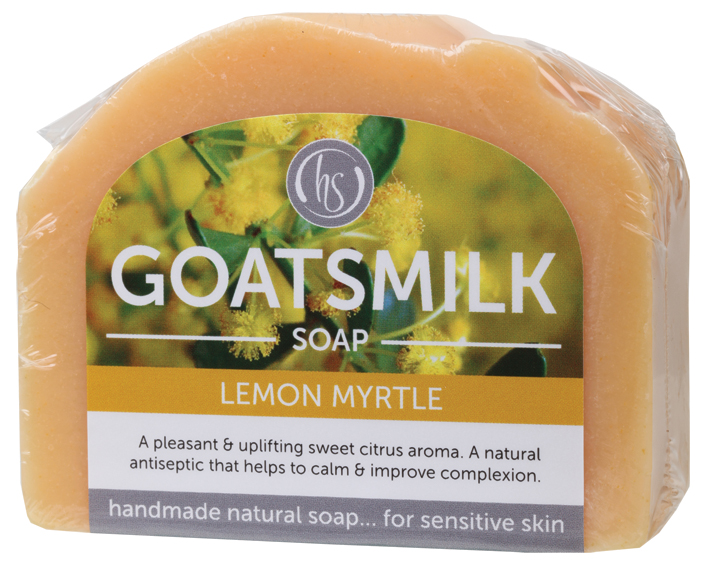 hs
GOATSMILK
SOAP
LEMON MYRTLE
A pleasant & uplifting sweet citrus aroma. A natural
antiseptic that helps to calm & improve complexion.
handmade natural soap... for sensitive skin